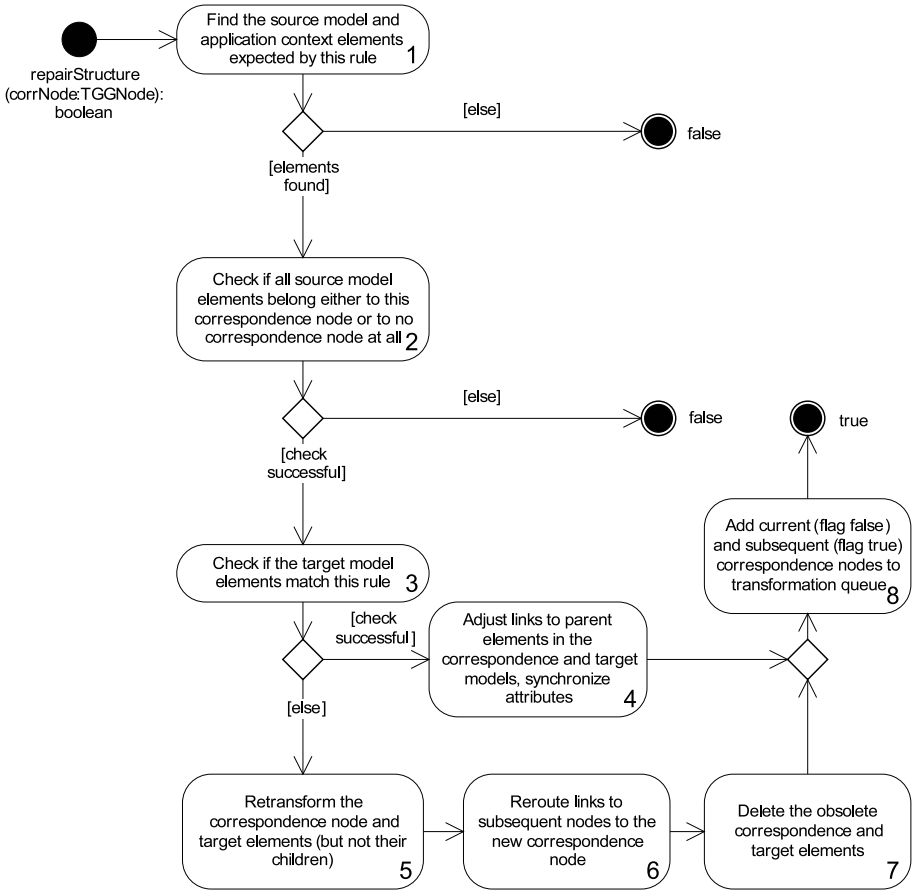 Find the source model and
application context elements
expected by this rule
1
repairStructure
(corrNode:TGGNode):
boolean
[else]
false
[elements
found]
Check if all source model
elements belong either to this
correspondence node or to no
correspondence node at all
2
[else]
false
true
[check
successful]
Add current (flag false)
and subsequent (flag true)
correspondence nodes to
transformation queue
8
Check if the target model
elements match this rule
3
[check
successful]
Adjust links to parent
elements in the
correspondence and target
models, synchronize
attributes
4
[else]
Retransform the
correspondence node and
target elements (but not their
children)
5
Reroute links to
subsequent nodes to the
new correspondence
node
6
Delete the obsolete
correspondence and
target elements
7